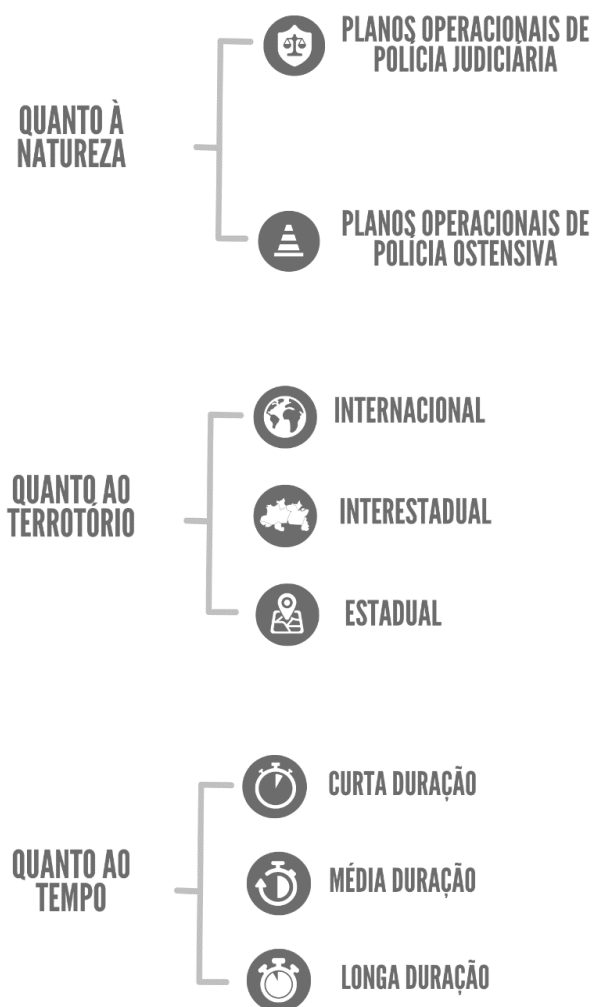 PLANOS OPERACIONAIS DE
POLÍCIA JUDICIÁRIA
QUANTO À
NATUREZA
PLANOS OPERACIONAIS DE
POLÍCIA OSTENSIVA
INTERNACIONAL
QUANTO AO
TERROTÓRIO
INTERESTADUAL
ESTADUAL
CURTA DURAÇÃO
QUANTO AO
TEMPO
MÉDIA DURAÇÃO
LONGA DURAÇÃO